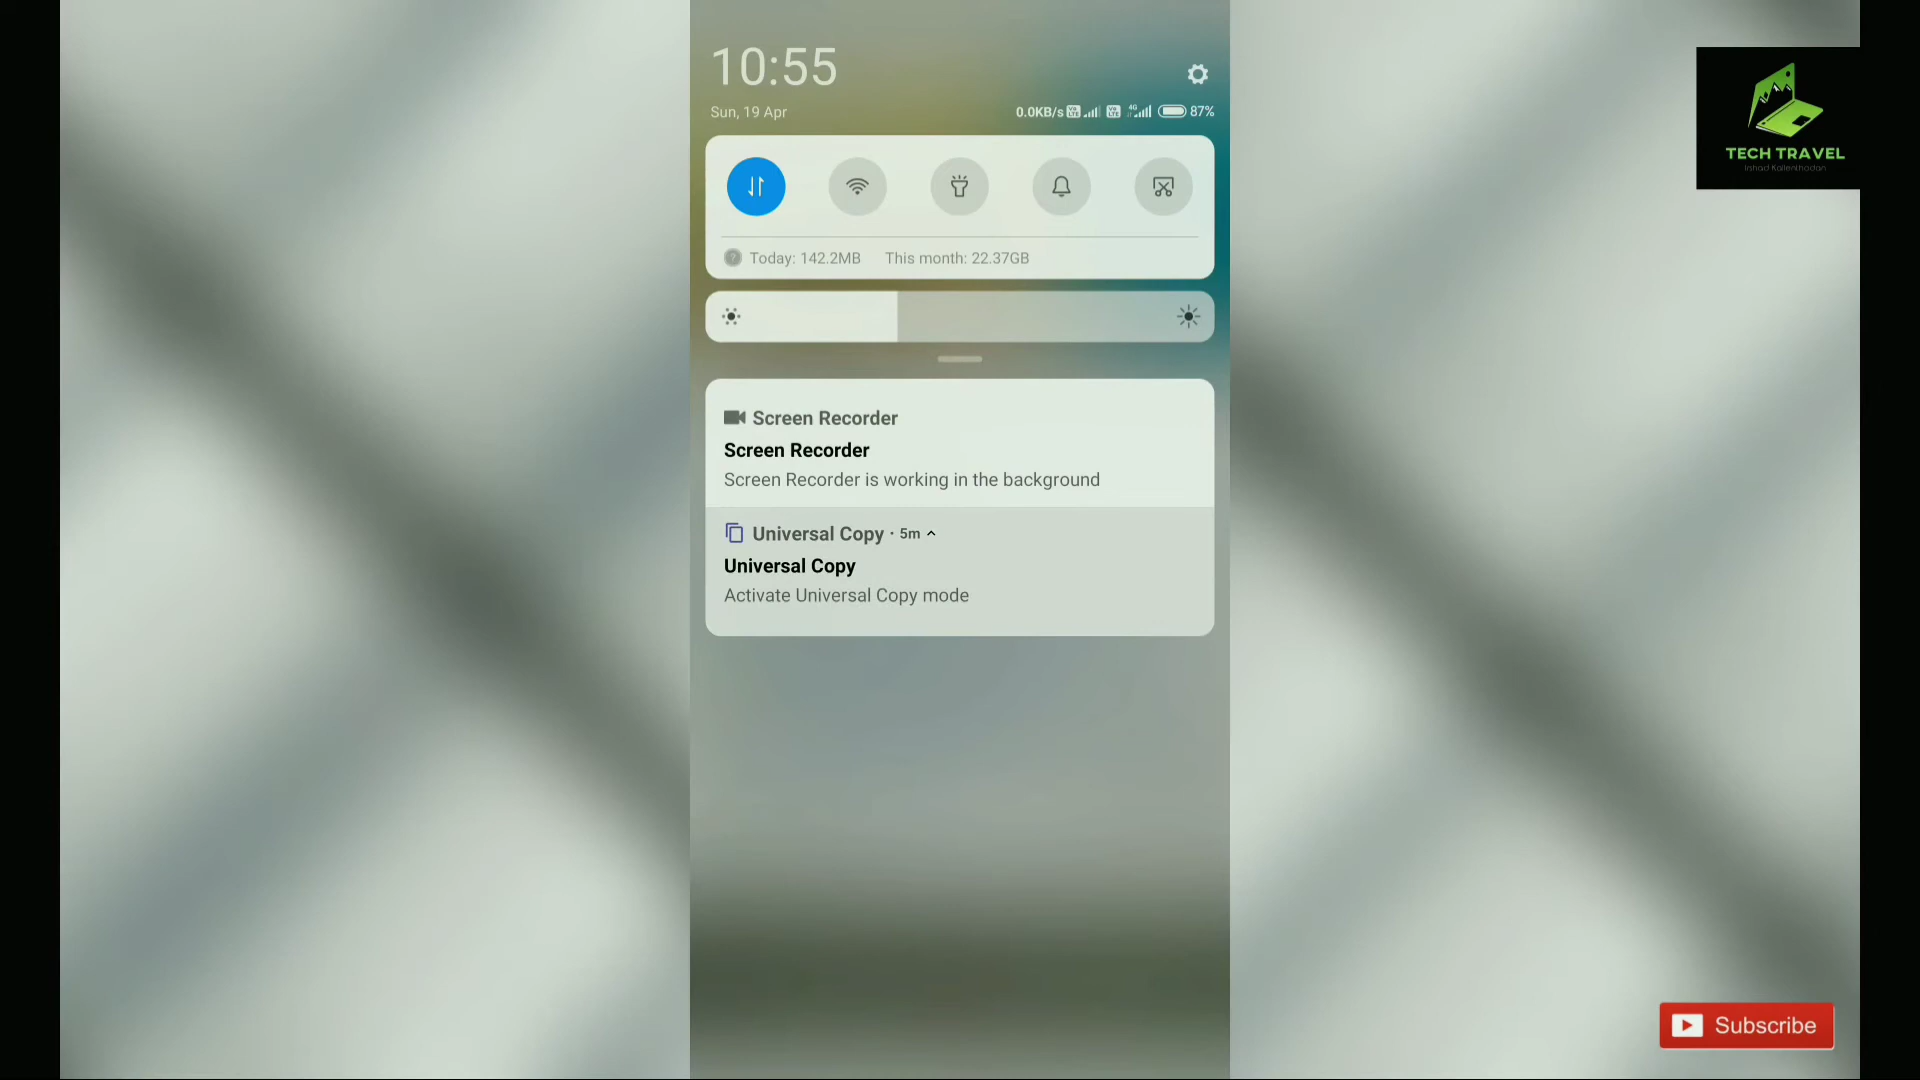 10:55
Sun, 19 Apr
0.0KB/s 4G 87%
Today: 142.2MB This month: 22.37GB
Screen Recorder
Screen Recorder
Screen Recorder is working in the background
Universal Copy · 5m
Universal Copy
Activate Universal Copy mode
TECH TRAVEL
Subscribe